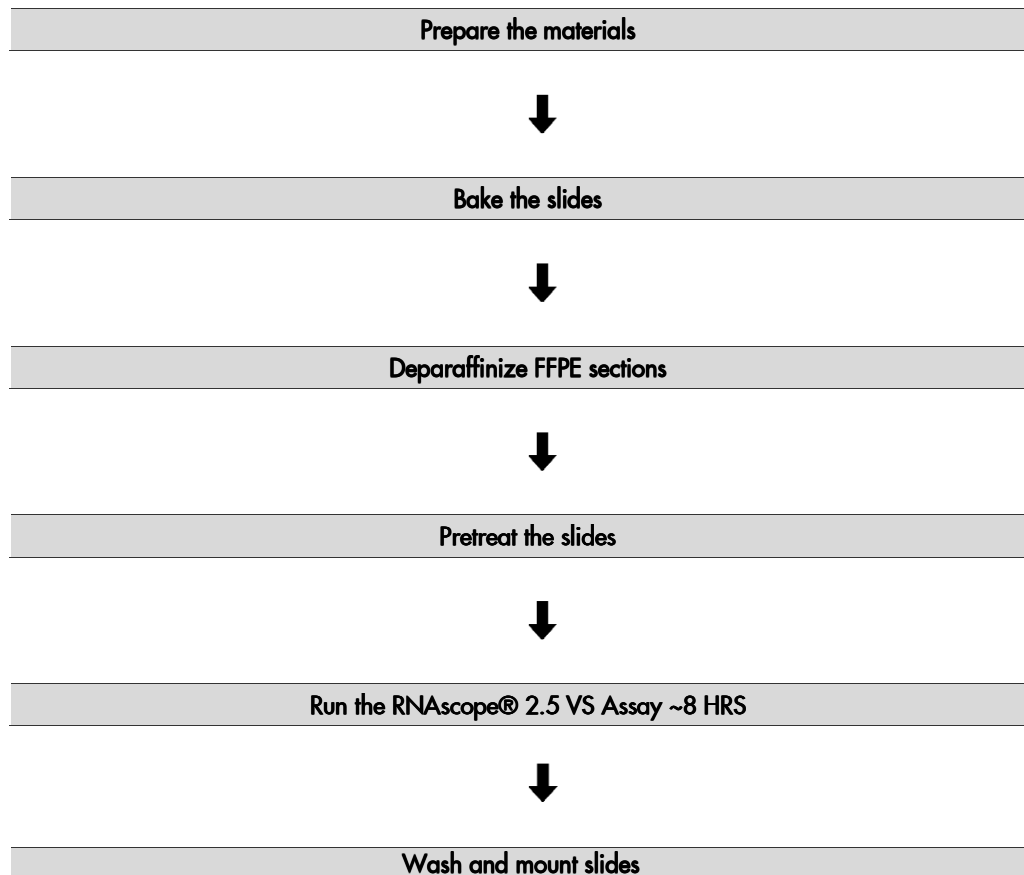 Prepare the materials
Bake the slides
Deparaffinize FFPE sections
Pretreat the slides
Run the RNAscope® 2.5 VS Assay ~8 HRS
Wash and mount slides